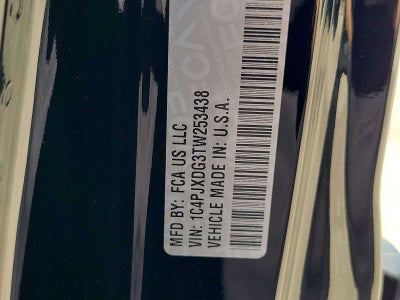 MFD BY: FCA US LLC
VIN: 1C4PJXDG3TW253438
VEHICLE MADE IN: U.S.A.